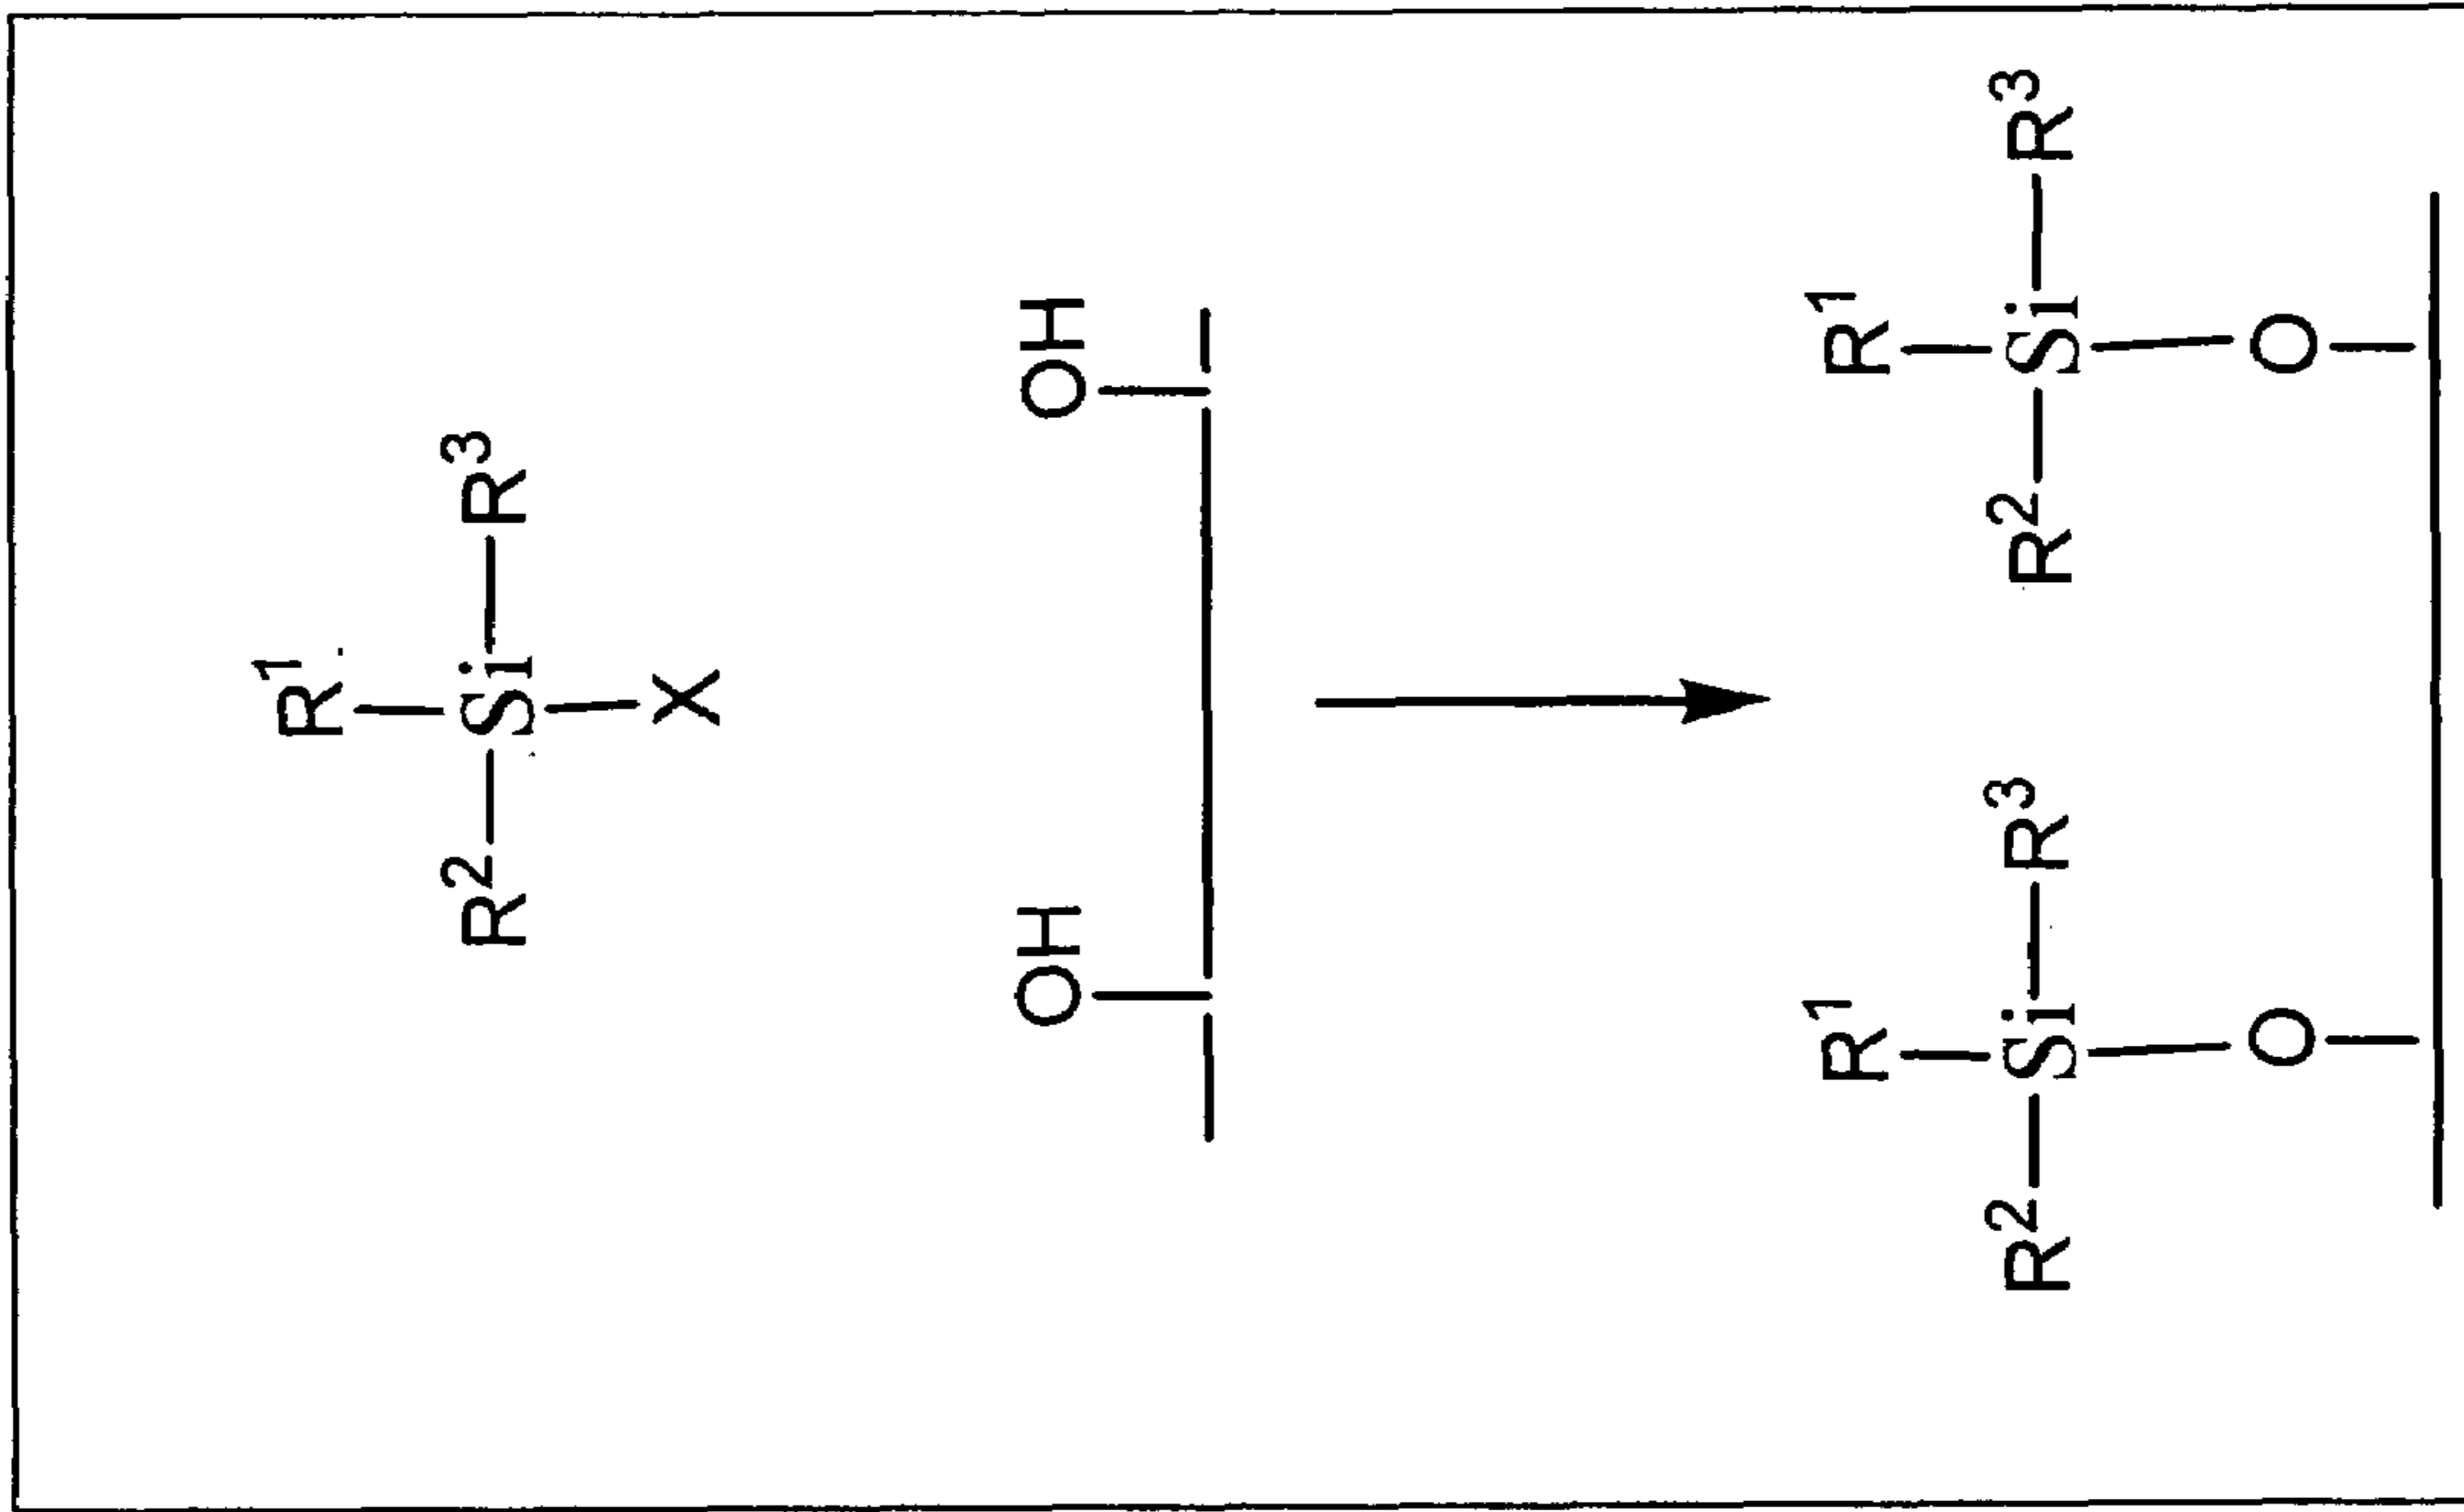 R¹
R²—Si—R³
X
OH OH
R¹ R¹
R²—Si—R³ R²—Si—R³
O O